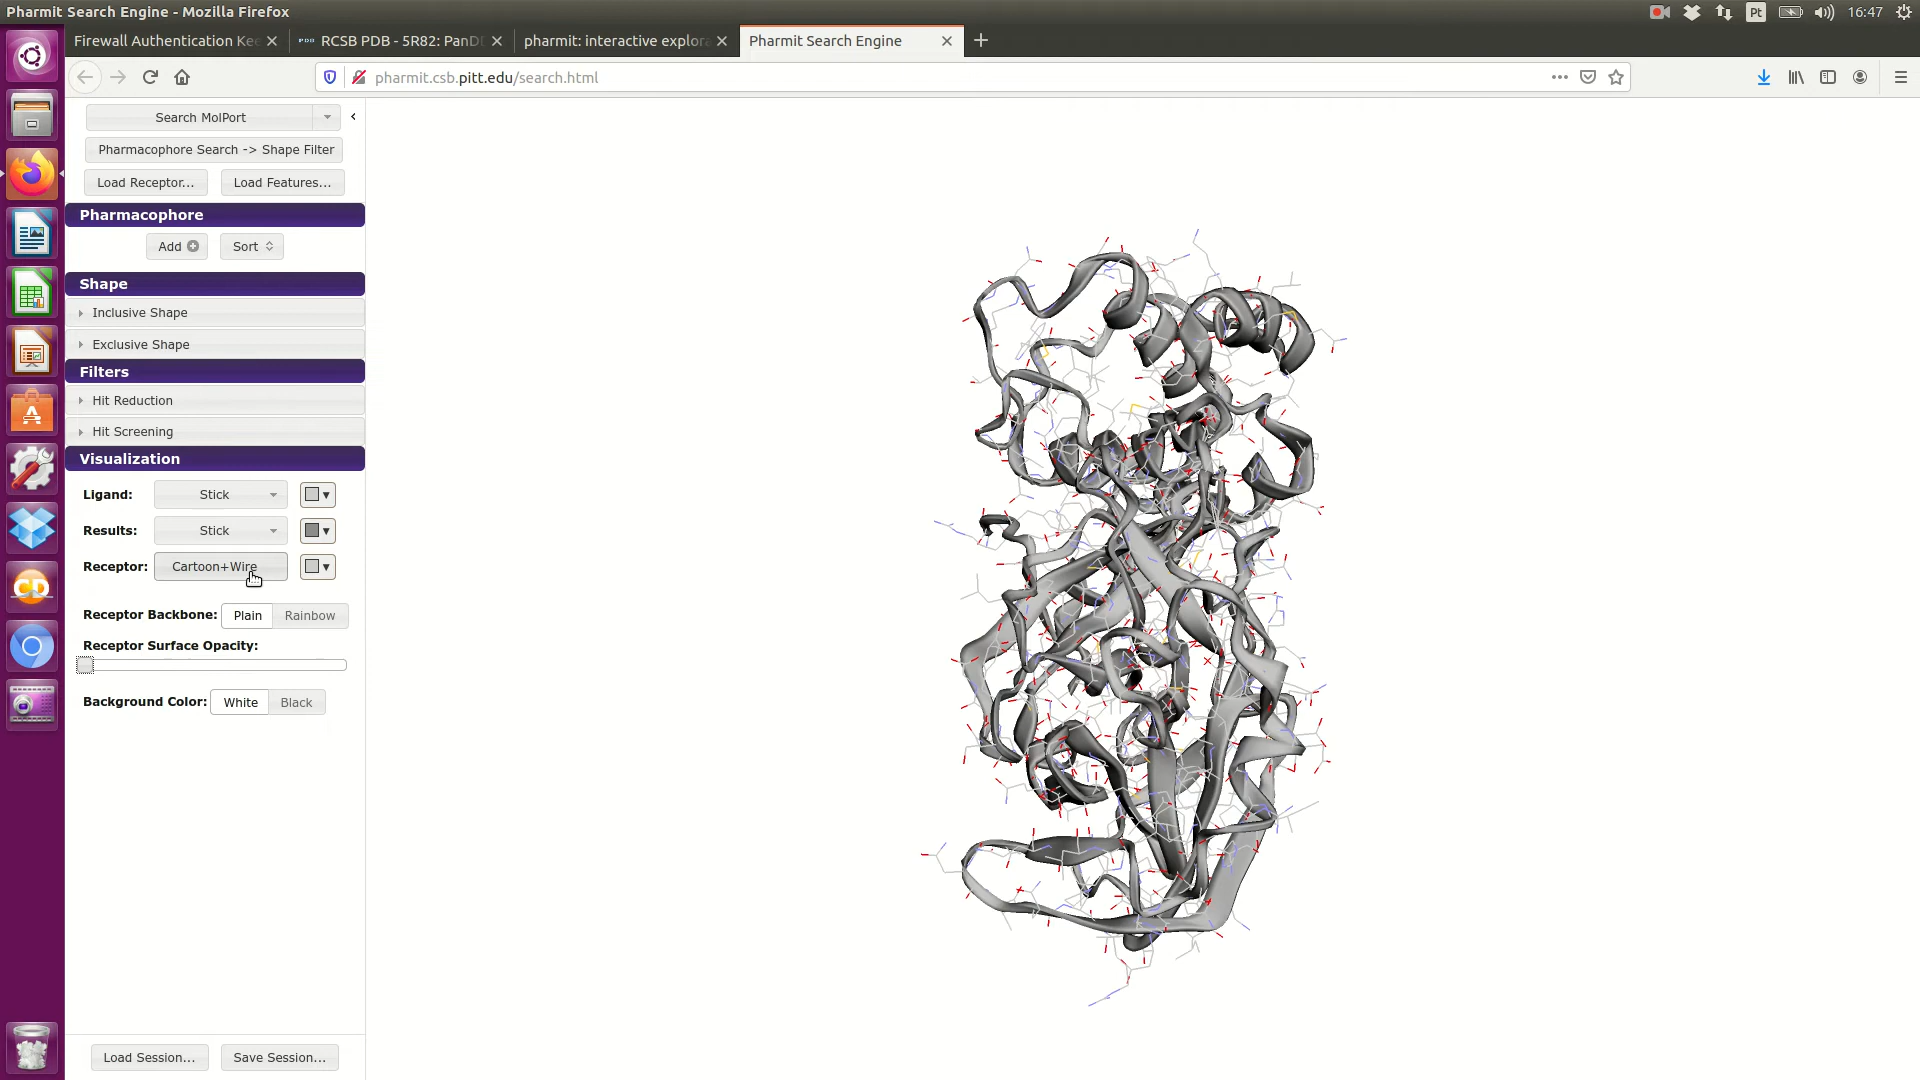 Pharmit Search Engine - Mozilla Firefox
Pt
16:47
Firewall Authentication Kee
RCSB PDB - 5R82: PanD
pharmit: interactive explora
Pharmit Search Engine
pharmit.csb.pitt.edu/search.html
Search MolPort
Pharmacophore Search -> Shape Filter
Load Receptor...
Load Features...
Pharmacophore
Add
Sort
Shape
Inclusive Shape
Exclusive Shape
Filters
Hit Reduction
Hit Screening
Visualization
Ligand:
Stick
Results:
Stick
Receptor:
Cartoon+Wire
Receptor Backbone:
Plain
Rainbow
Receptor Surface Opacity:
Background Color:
White
Black
Load Session...
Save Session...